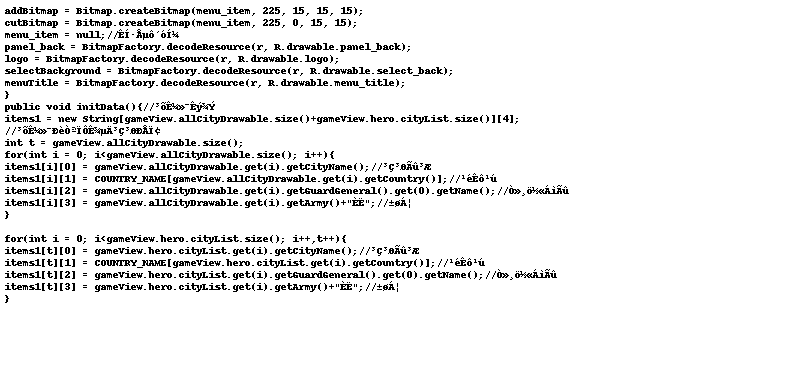 addBitmap = Bitmap.createBitmap(menu_item, 225, 15, 15, 15);
cutBitmap = Bitmap.createBitmap(menu_item, 225, 0, 15, 15);
menu_item = null;//ÊÍ·Åµô´óÍ¼
panel_back = BitmapFactory.decodeResource(r, R.drawable.panel_back);
logo = BitmapFactory.decodeResource(r, R.drawable.logo);
selectBackground = BitmapFactory.decodeResource(r, R.drawable.select_back);
menuTitle = BitmapFactory.decodeResource(r, R.drawable.menu_title);
}
public void initData(){//³õÊ¼»¯Êý¾Ý
items1 = new String[gameView.allCityDrawable.size()+gameView.hero.cityList.size()][4];
//³õÊ¼»¯ÐèÒªÏÔÊ¾µÄ³Ç³ØÐÅÏ¢
int t = gameView.allCityDrawable.size();
for(int i = 0; i<gameView.allCityDrawable.size(); i++){
items1[i][0] = gameView.allCityDrawable.get(i).getCityName();//³Ç³ØÃû³Æ
items1[i][1] = COUNTRY_NAME[gameView.allCityDrawable.get(i).getCountry()];//¹éÊô¹ú
items1[i][2] = gameView.allCityDrawable.get(i).getGuardGeneral().get(0).getName();//Ò»¸ö½«ÁìÃû
items1[i][3] = gameView.allCityDrawable.get(i).getArmy()+"ÈË";//±øÁ¦
}
for(int i = 0; i<gameView.hero.cityList.size(); i++,t++){
items1[t][0] = gameView.hero.cityList.get(i).getCityName();//³Ç³ØÃû³Æ
items1[t][1] = COUNTRY_NAME[gameView.hero.cityList.get(i).getCountry()];//¹éÊô¹ú
items1[t][2] = gameView.hero.cityList.get(i).getGuardGeneral().get(0).getName();//Ò»¸ö½«ÁìÃû
items1[t][3] = gameView.hero.cityList.get(i).getArmy()+"ÈË";//±øÁ¦
}